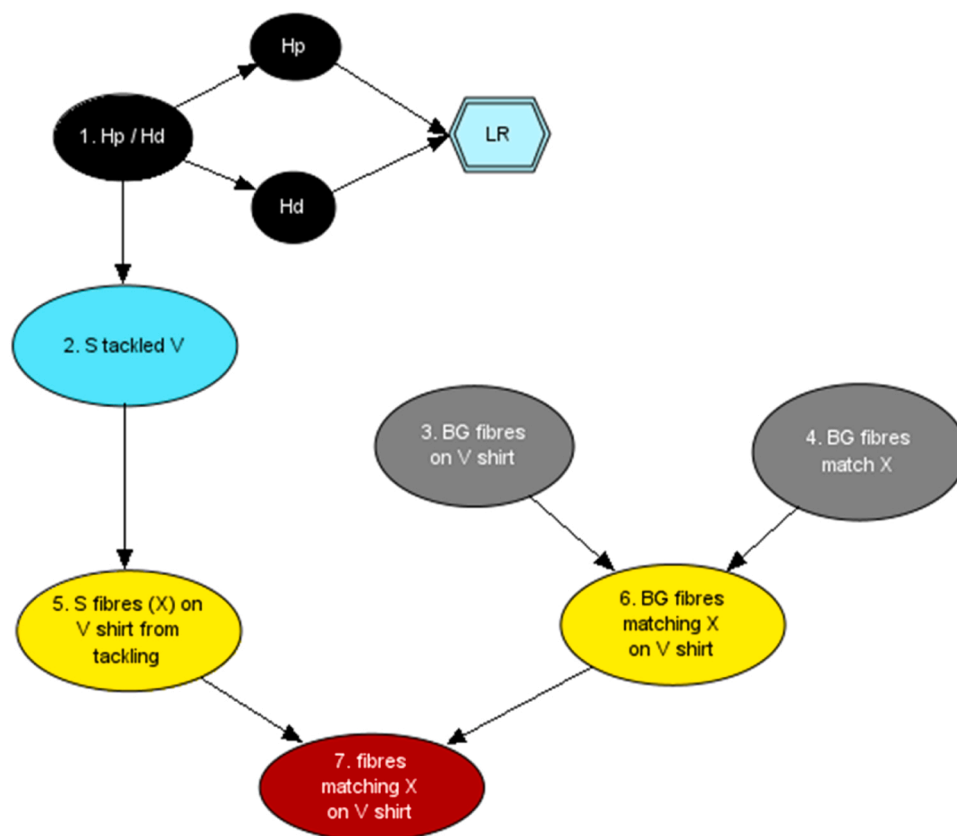 Hp
1. Hp / Hd
LR
Hd
2. S tackled V
3. BG fibres
on V shirt
4. BG fibres
match X
5. S fibres (X) on
V shirt from
tackling
6. BG fibres
matching X
on V shirt
7. fibres
matching X
on V shirt